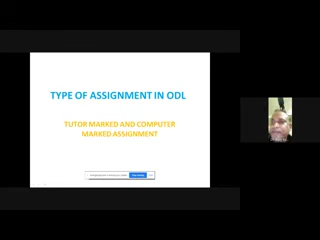 TYPE OF ASSIGNMENT IN ODL
TUTOR MARKED AND COMPUTER
MARKED ASSIGNMENT